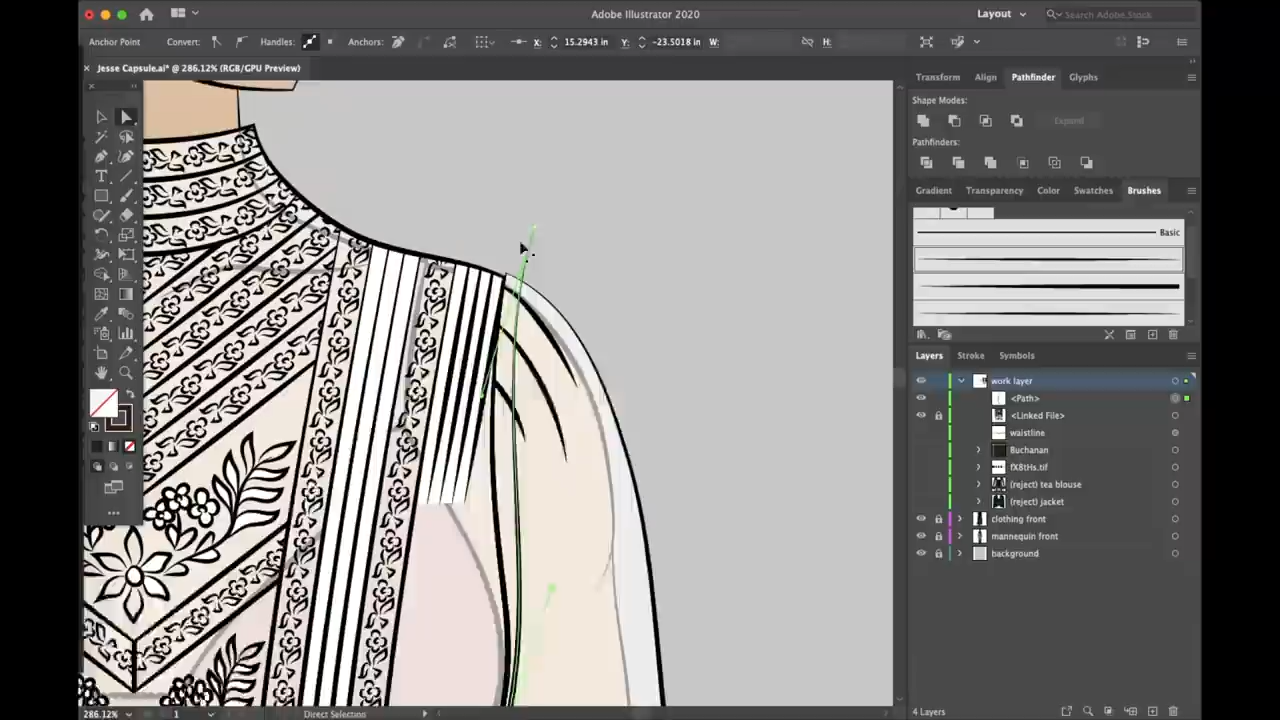 Adobe Illustrator 2020
Layout
Search Adobe Stock
Anchor Point
Convert:
Handles:
Anchors:
X:
15.2943 in
Y:
-23.5018 in
W:
H:
Jesse Capsule.ai* @ 286.12% (RGB/GPU Preview)
Transform
Align
Pathfinder
Glyphs
Shape Modes:
Expand
Pathfinders:
Gradient
Transparency
Color
Swatches
Brushes
Basic
Layers
Stroke
Symbols
work layer
<Path>
<Linked File>
waistline
Buchanan
fX8tHs.tif
(reject) tea blouse
(reject) jacket
clothing front
mannequin front
background
286.12%
1
Direct Selection
4 Layers